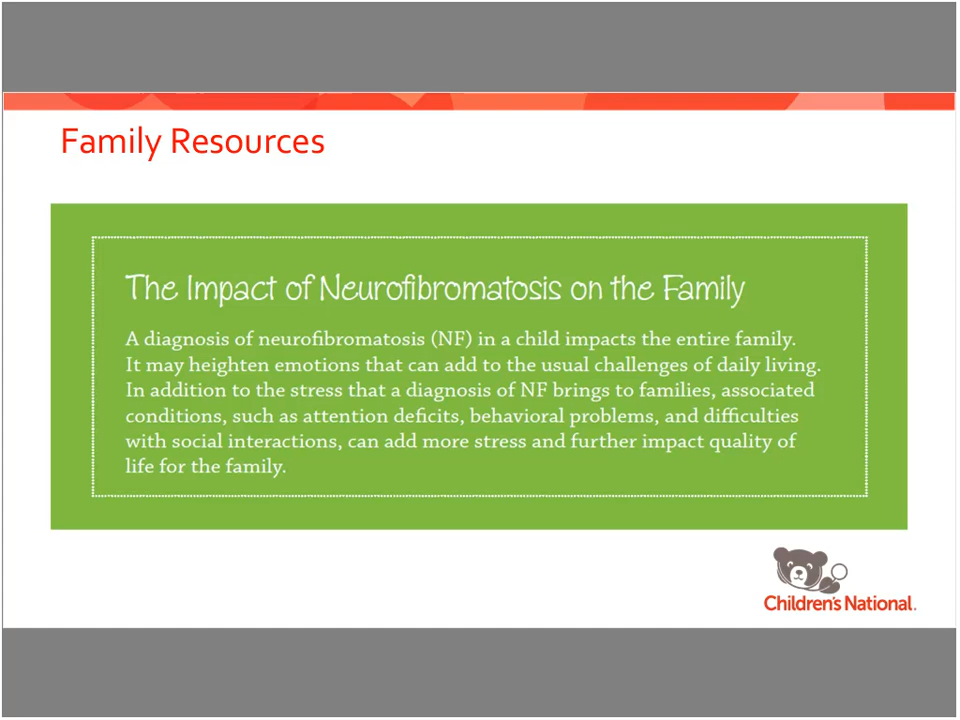 Family Resources
The Impact of Neurofibromatosis on the Family
A diagnosis of neurofibromatosis (NF) in a child impacts the entire family.
It may heighten emotions that can add to the usual challenges of daily living.
In addition to the stress that a diagnosis of NF brings to families, associated
conditions, such as attention deficits, behavioral problems, and difficulties
with social interactions, can add more stress and further impact quality of
life for the family.
Children's National.